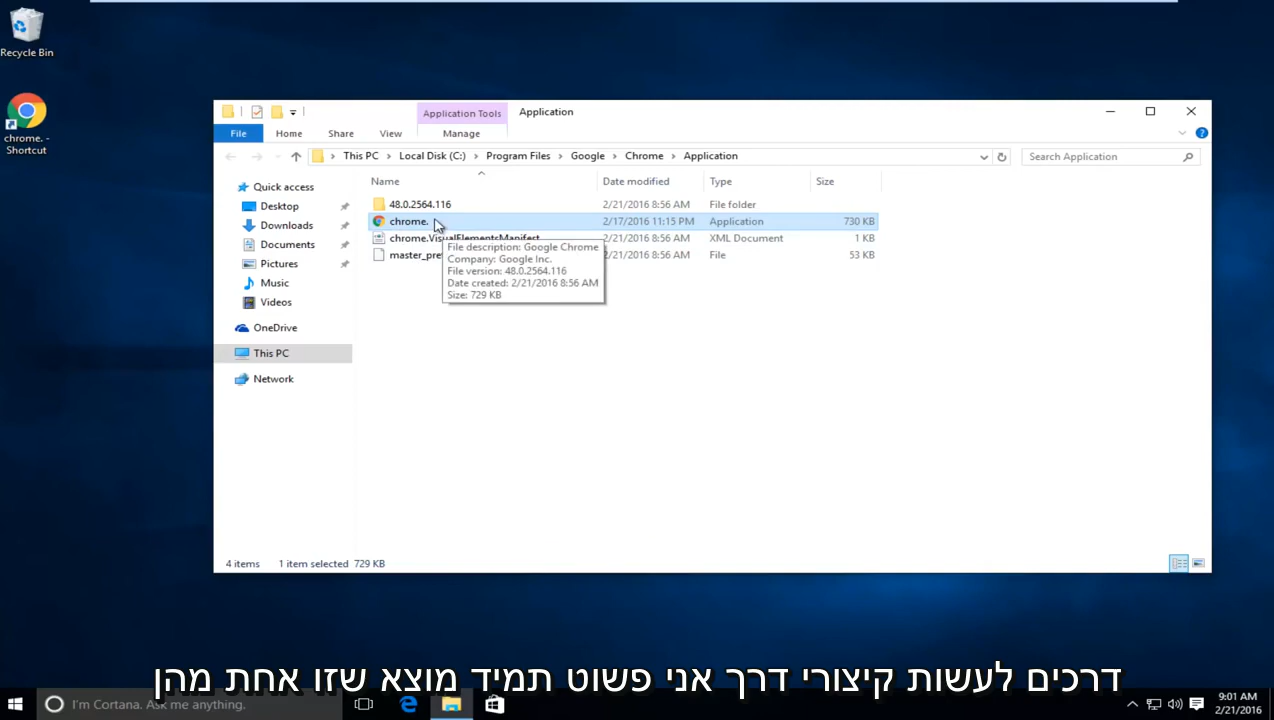 Recycle Bin
chrome. -
Shortcut
Application Tools
Application
File
Home
Share
View
Manage
This PC
Local Disk (C:)
Program Files
Google
Chrome
Application
Search Application
Quick access
Desktop
Downloads
Documents
Pictures
Music
Videos
OneDrive
This PC
Network
Name
Date modified
Type
Size
48.0.2564.116
2/21/2016 8:56 AM
File folder
chrome.
2/17/2016 11:15 PM
Application
730 KB
chrome.VisualElementsManifest
2/21/2016 8:56 AM
XML Document
1 KB
2/21/2016 8:56 AM
File
53 KB
File description: Google Chrome
Company: Google Inc.
File version: 48.0.2564.116
Date created: 2/21/2016 8:56 AM
Size: 729 KB
4 items
1 item selected 729 KB
דרכים לעשות קיצורי דרך אני פשוט תמיד מוצא שזו אחת מהן
I'm Cortana. Ask me anything.
9:01 AM
2/21/2016